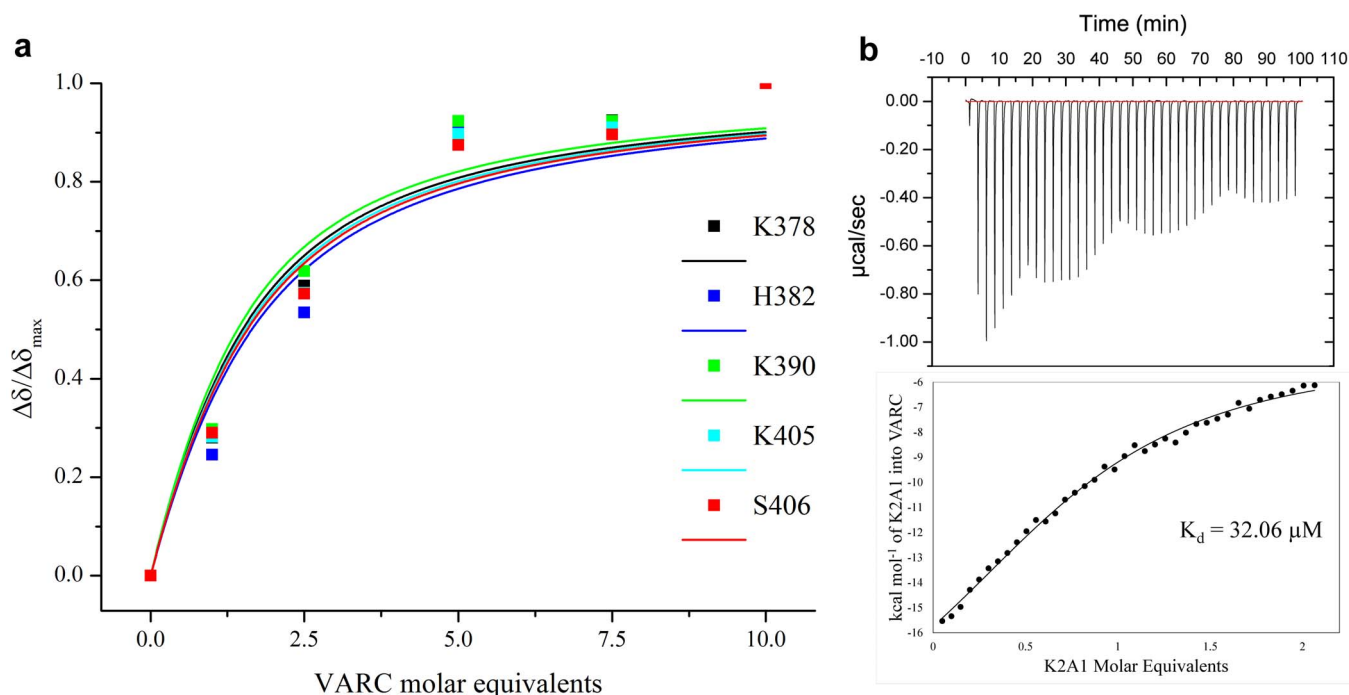 a
Δδ/Δδmax
1.0
0.8
0.6
0.4
0.2
0.0
0.0 2.5 5.0 7.5 10.0
VARC molar equivalents
K378
H382
K390
K405
S406
b
Time (min)
-10 0 10 20 30 40 50 60 70 80 90 100 110
µcal/sec
0.00
-0.20
-0.40
-0.60
-0.80
-1.00
kcal mol-1 of K2A1 into VARC
-6
-7
-8
-9
-10
-11
-12
-13
-14
-15
-16
Kd = 32.06 µM
0 0.5 1 1.5 2
K2A1 Molar Equivalents